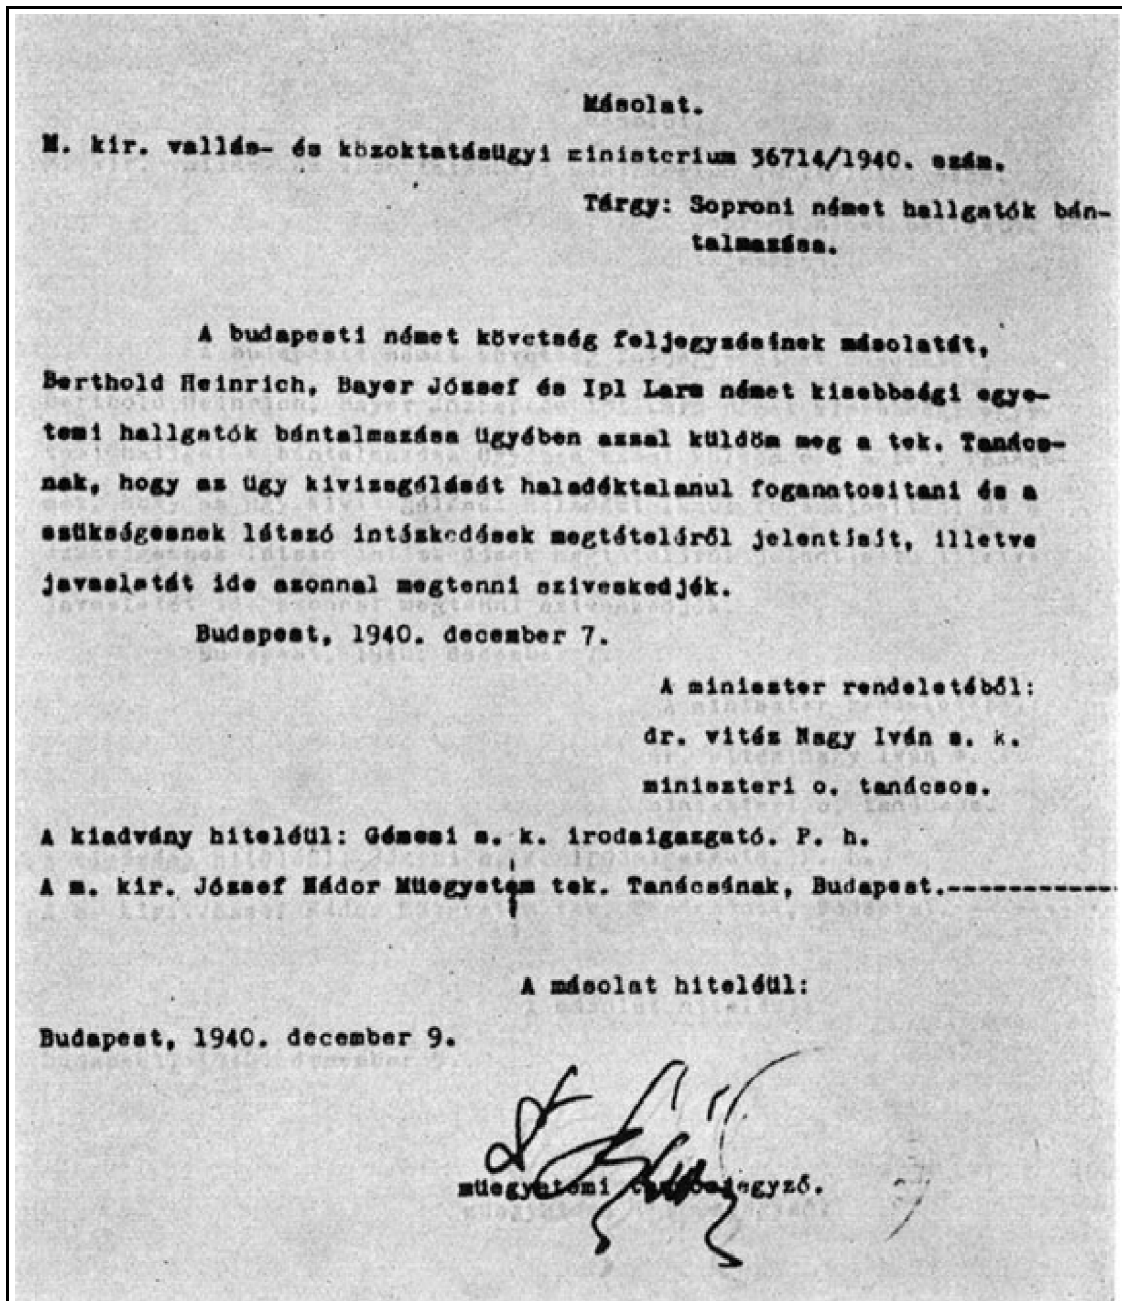 Másolat.
M. kir. vallás- és közoktatásügyi ministerium 36714/1940. szám.
Tárgy: Soproni német hallgatók bán-
talmazása.
A budapesti német követség feljegyzéseinek másolatát,
Berthold Heinrich, Bayer József és Ipl Lars német kisebbségi egye-
temi hallgatók bántalmazása ügyében azzal küldöm meg a tek. Tanács-
nak, hogy az ügy kivizsgálását haladéktalanul foganatositani és a
szükségesnek látszó intézkedések megtételéről jelentését, illetve
javaslatát ide azonnal megtenni sziveskedjék.
Budapest, 1940. december 7.
A miniszter rendeletéből:
dr. vitéz Nagy Iván s. k.
miniszteri o. tanácsos.
A kiadvány hiteléül: Gémesi s. k. irodaigazgató. P. h.
A m. kir. József Nádor Müegyetem tek. Tanácsának, Budapest.------------
A másolat hiteléül:
Budapest, 1940. december 9.
müegyetemi tanácsjegyző.